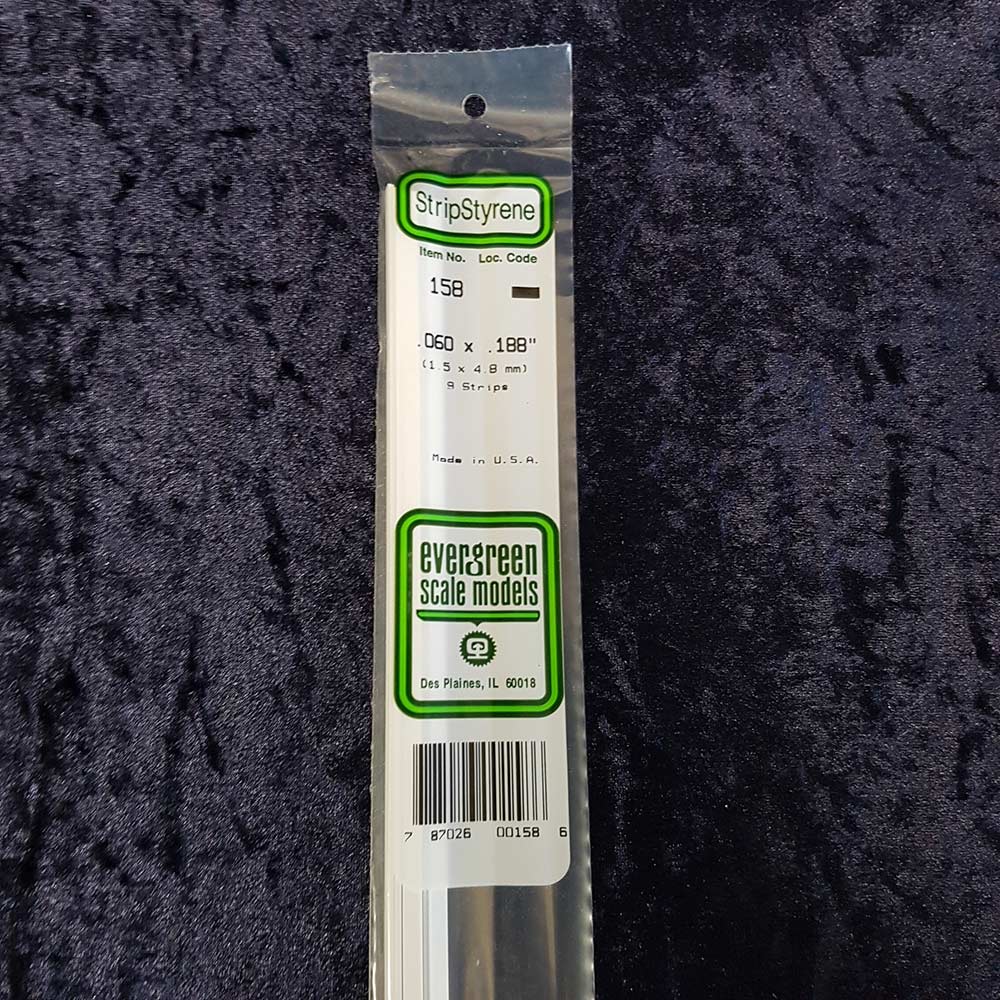 StripStyrene
Item No. Loc. Code
158
.060 x .188"
(1.5 x 4.8 mm)
9 Strips
Made in U.S.A.
evergreen
scale models
Des Plaines, IL 60018
7 87026 00158 6